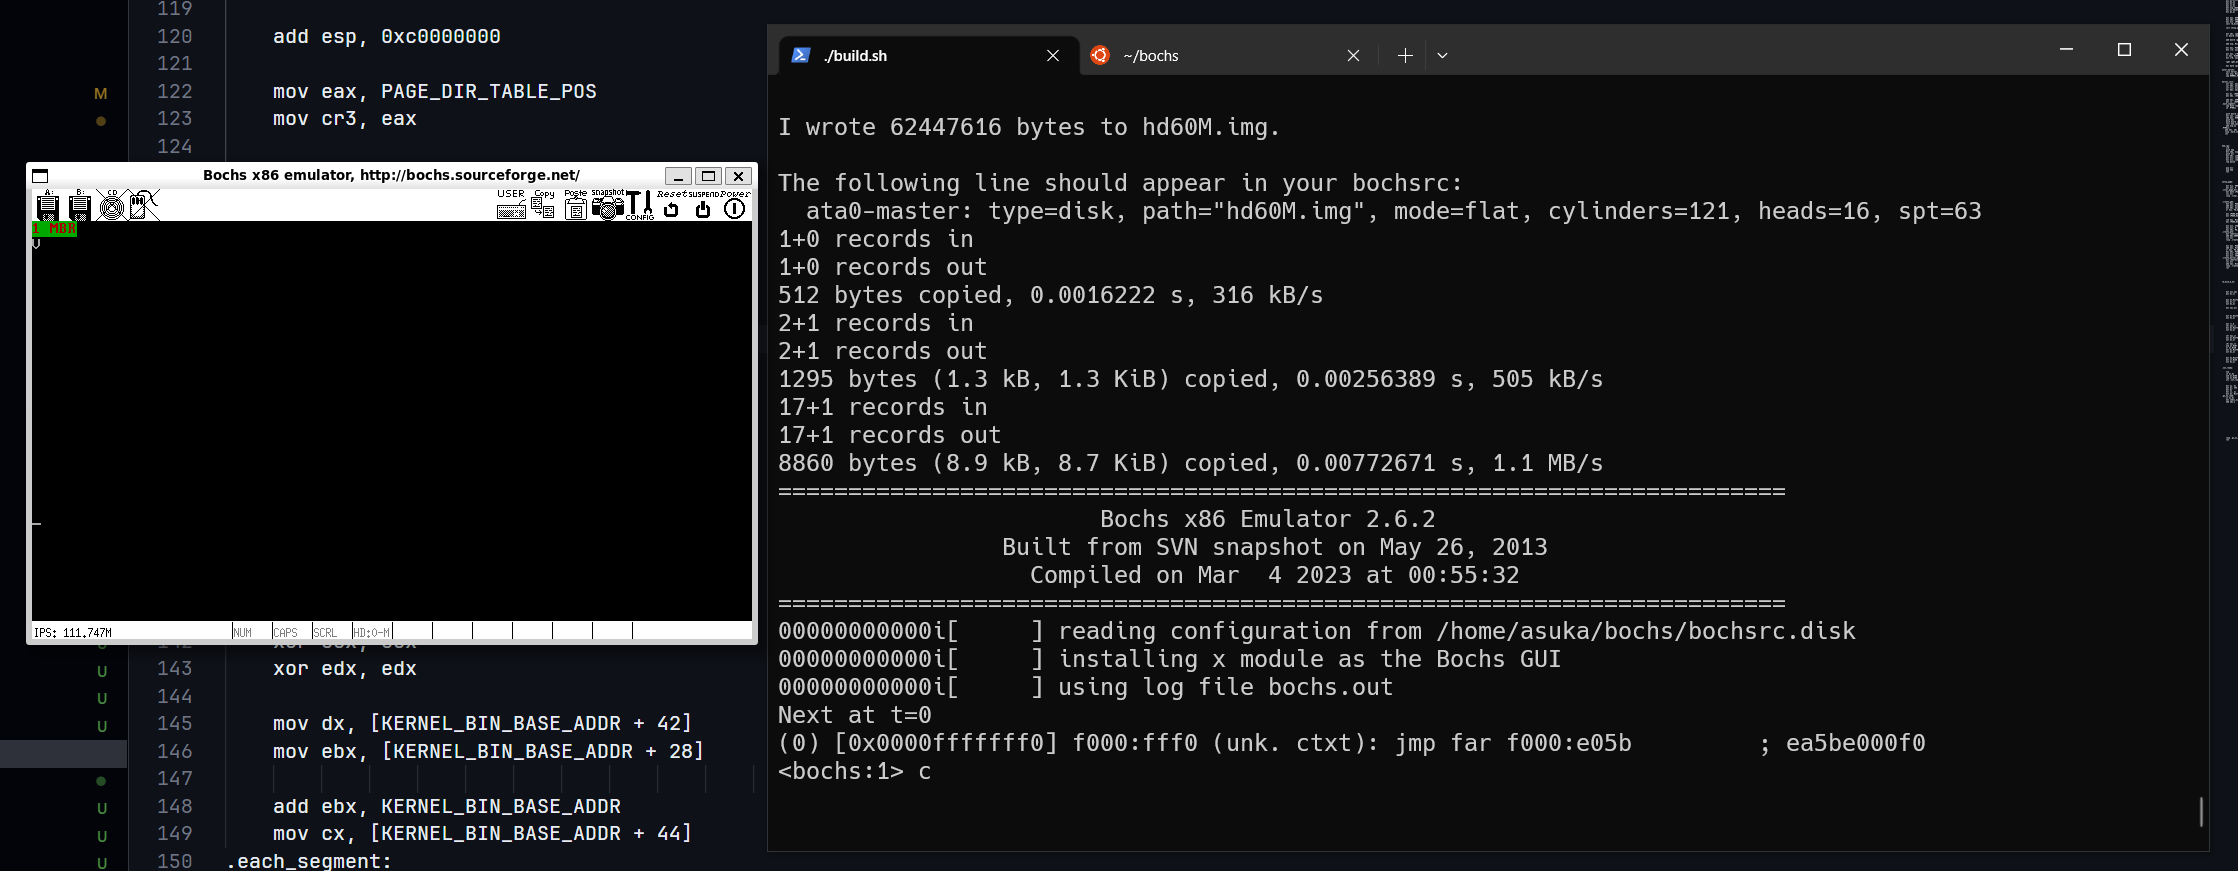 119
120 add esp, 0xc0000000
121
M 122 mov eax, PAGE_DIR_TABLE_POS
123 mov cr3, eax
124
Bochs x86 emulator, http://bochs.sourceforge.net/
A: B: CD USER Copy Paste snapshot CONFIG Reset SUSPEND Power
1 MBR
U
IPS: 111.747M NUM CAPS SCRL HD:0-M
U 143 xor edx, edx
U 144
U 145 mov dx, [KERNEL_BIN_BASE_ADDR + 42]
146 mov ebx, [KERNEL_BIN_BASE_ADDR + 28]
147
U 148 add ebx, KERNEL_BIN_BASE_ADDR
U 149 mov cx, [KERNEL_BIN_BASE_ADDR + 44]
U 150 .each_segment:
./build.sh
~/bochs
I wrote 62447616 bytes to hd60M.img.
The following line should appear in your bochsrc:
ata0-master: type=disk, path="hd60M.img", mode=flat, cylinders=121, heads=16, spt=63
1+0 records in
1+0 records out
512 bytes copied, 0.0016222 s, 316 kB/s
2+1 records in
2+1 records out
1295 bytes (1.3 kB, 1.3 KiB) copied, 0.00256389 s, 505 kB/s
17+1 records in
17+1 records out
8860 bytes (8.9 kB, 8.7 KiB) copied, 0.00772671 s, 1.1 MB/s
========================================================================
Bochs x86 Emulator 2.6.2
Built from SVN snapshot on May 26, 2013
Compiled on Mar  4 2023 at 00:55:32
========================================================================
00000000000i[     ] reading configuration from /home/asuka/bochs/bochsrc.disk
00000000000i[     ] installing x module as the Bochs GUI
00000000000i[     ] using log file bochs.out
Next at t=0
(0) [0x0000fffffff0] f000:fff0 (unk. ctxt): jmp far f000:e05b ; ea5be000f0
<bochs:1> c